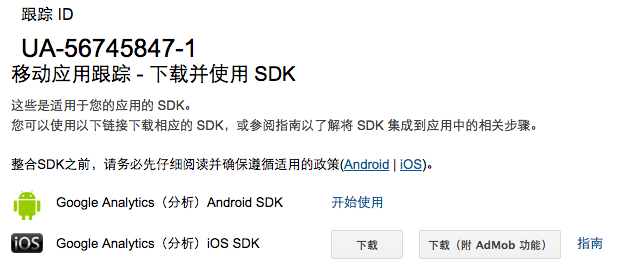 跟踪 ID
UA-56745847-1
移动应用跟踪 - 下载并使用 SDK
这些是适用于您的应用的 SDK。
您可以使用以下链接下载相应的 SDK，或参阅指南以了解将 SDK 集成到应用中的相关步骤。
整合SDK之前，请务必先仔细阅读并确保遵循适用的政策(Android | iOS)。
Google Analytics（分析）Android SDK 开始使用
iOS Google Analytics（分析）iOS SDK 下载 下载（附 AdMob 功能） 指南